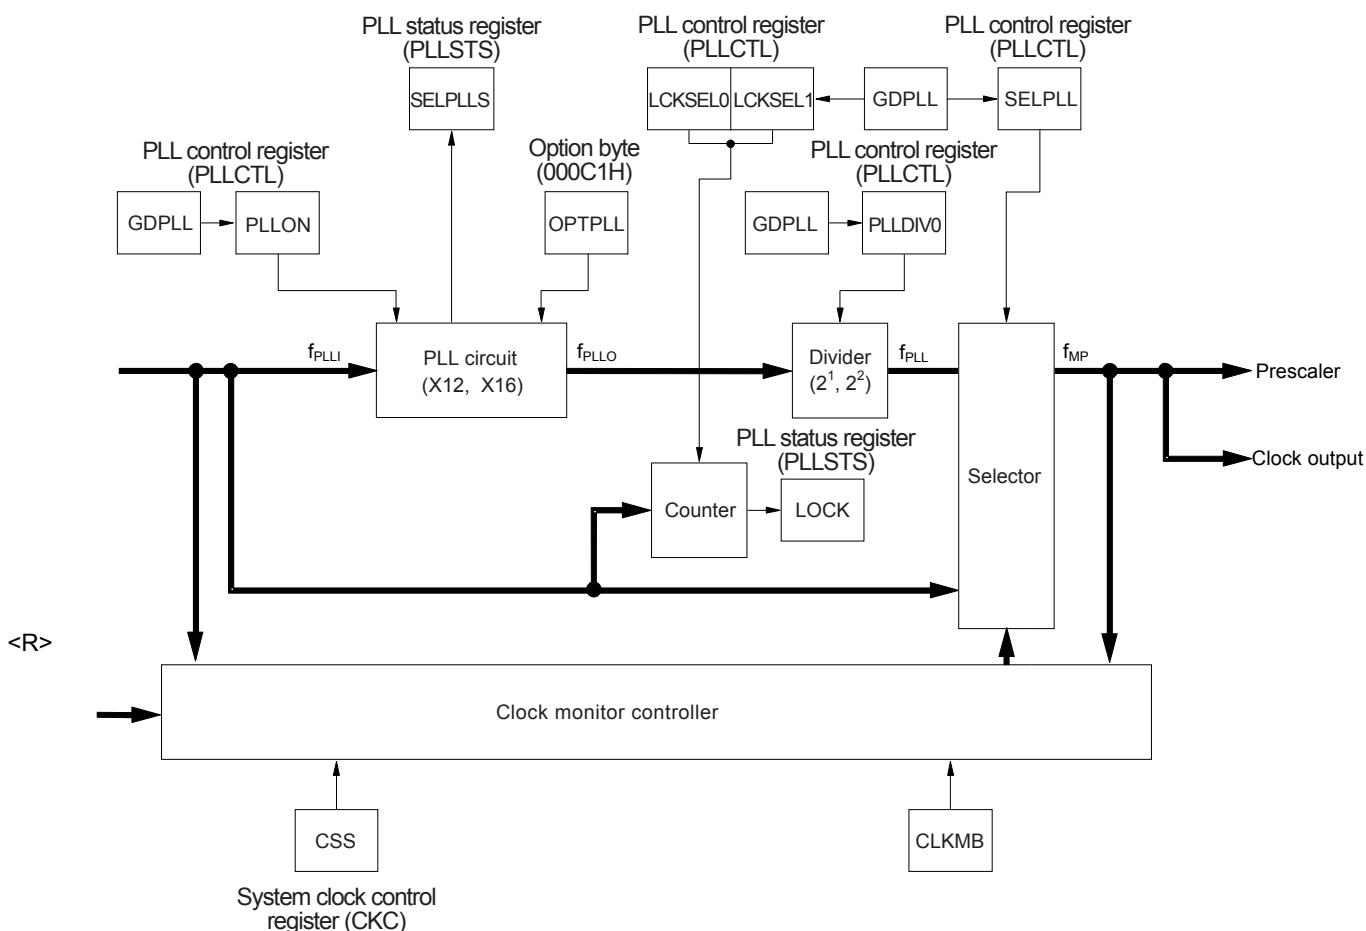 PLL status register
(PLLSTS)
PLL control register
(PLLCTL)
PLL control register
(PLLCTL)
SELPLLS
LCKSEL0
LCKSEL1
GDPLL
SELPLL
PLL control register
(PLLCTL)
Option byte
(000C1H)
PLL control register
(PLLCTL)
GDPLL
PLLON
OPTPLL
GDPLL
PLLDIV0
fPLLI
PLL circuit
(X12, X16)
fPLLO
Divider
(2¹, 2²)
fPLL
fMP
Prescaler
PLL status register
(PLLSTS)
Clock output
Selector
Counter
LOCK
<R>
Clock monitor controller
CSS
CLKMB
System clock control
register (CKC)